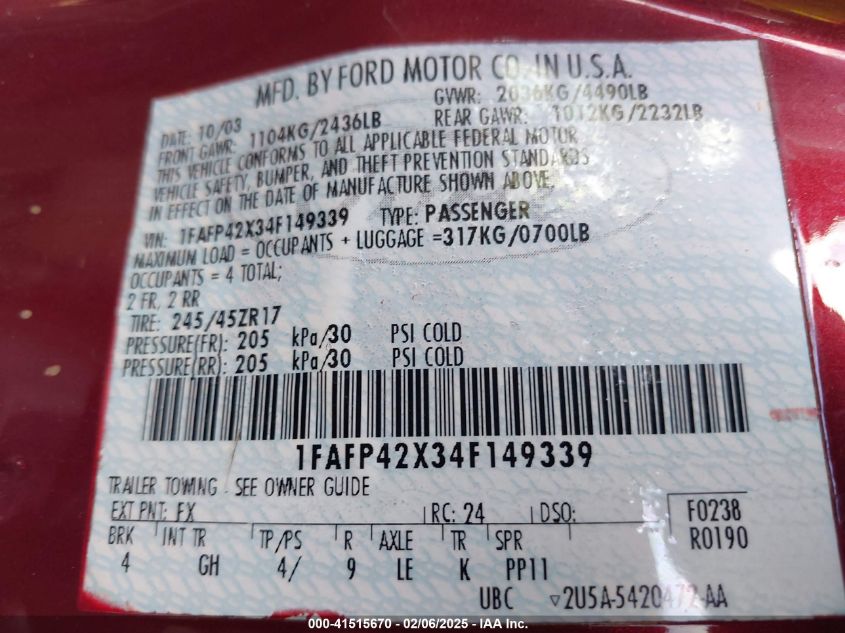 MFD. BY FORD MOTOR CO. IN U.S.A.
DATE: 10/03 GVWR: 2036KG/4490LB
FRONT GAWR: 1104KG/2436LB REAR GAWR: 1012KG/2232LB
THIS VEHICLE CONFORMS TO ALL APPLICABLE FEDERAL MOTOR
VEHICLE SAFETY, BUMPER, AND THEFT PREVENTION STANDARDS
IN EFFECT ON THE DATE OF MANUFACTURE SHOWN ABOVE.
VIN: 1FAFP42X34F149339 TYPE: PASSENGER
MAXIMUM LOAD = OCCUPANTS + LUGGAGE =317KG/0700LB
OCCUPANTS = 4 TOTAL;
2 FR, 2 RR
TIRE: 245/45ZR17
PRESSURE(FR): 205 kPa/30 PSI COLD
PRESSURE(RR): 205 kPa/30 PSI COLD
1FAFP42X34F149339
TRAILER TOWING - SEE OWNER GUIDE
EXT PNT: FX RC: 24 DSO: F0238
BRK INT TR TP/PS R AXLE TR SPR R0190
4 GH 4/ 9 LE K PP11
UBC ▽2U5A-5420472-AA
000-41515670 - 02/06/2025 - IAA Inc.